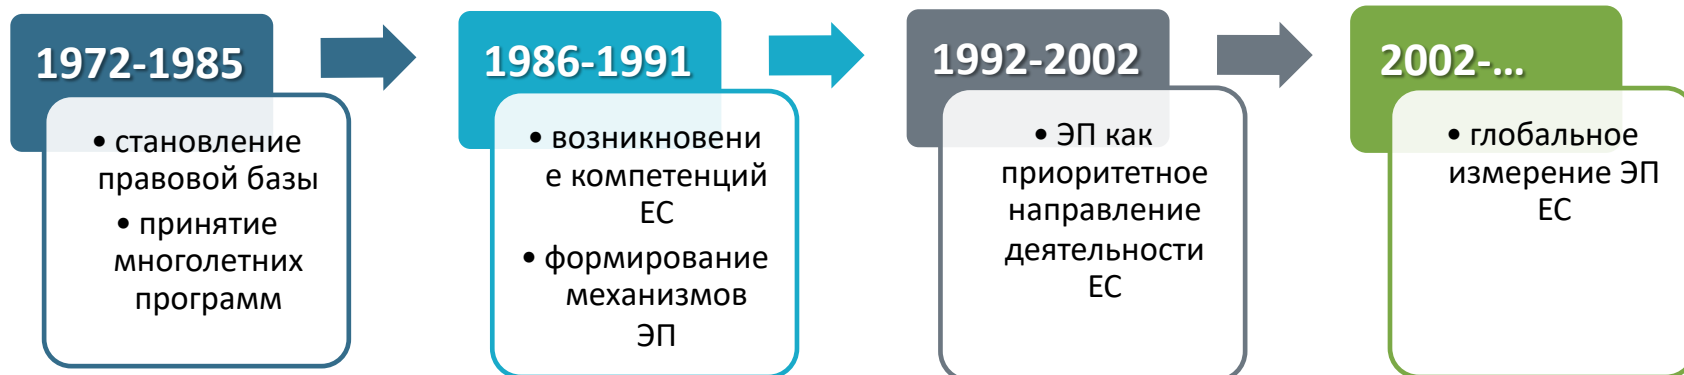 1972-1985
• становление
правовой базы
• принятие
многолетних
программ
1986-1991
• возникновени
е компетенций
ЕС
• формирование
механизмов
ЭП
1992-2002
• ЭП как
приоритетное
направление
деятельности
ЕС
2002-...
• глобальное
измерение ЭП
ЕС